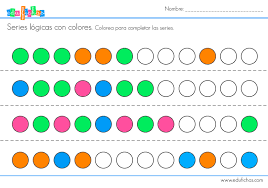 edufichas
Nombre:
Series lógicas con colores. Colorea para completar las series.
www.edufichas.com